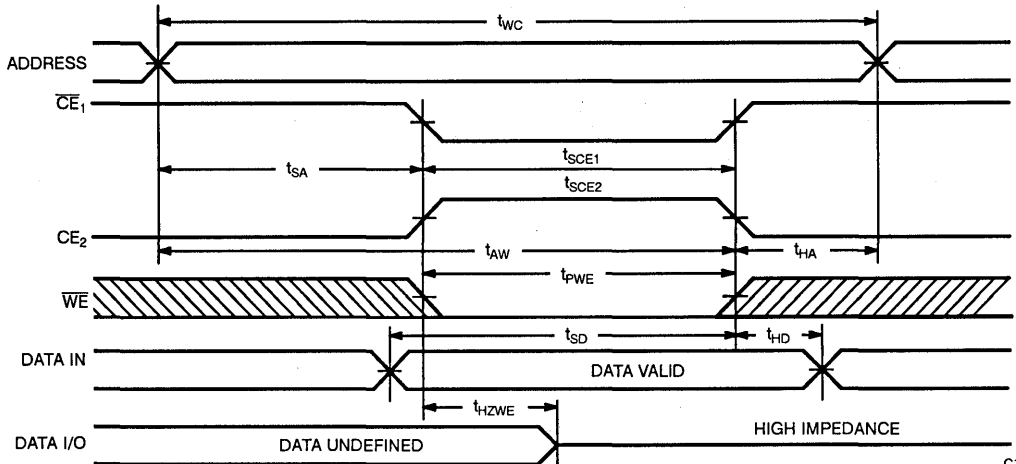 tWC
ADDRESS
CE1
tSA
tSCE1
tSCE2
CE2
tAW
tHA
tPWE
WE
tSD
tHD
DATA IN
DATA VALID
tHZWE
DATA I/O
DATA UNDEFINED
HIGH IMPEDANCE